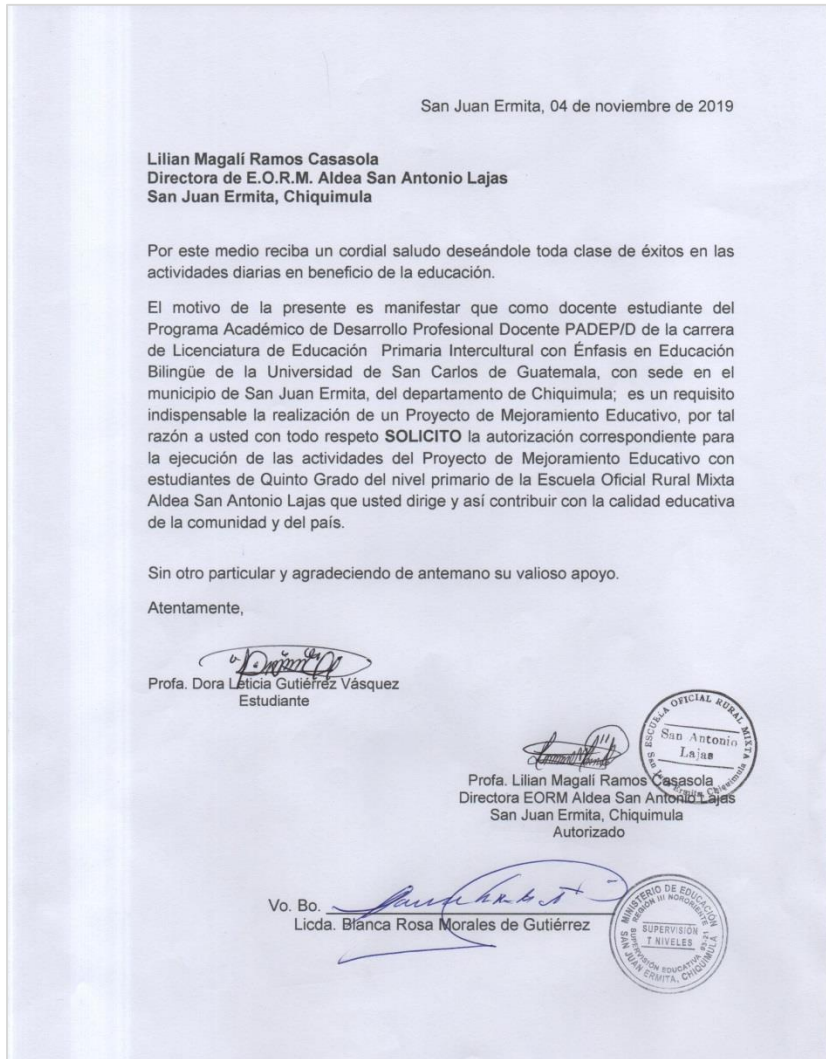 San Juan Ermita, 04 de noviembre de 2019
Lilian Magalí Ramos Casasola
Directora de E.O.R.M. Aldea San Antonio Lajas
San Juan Ermita, Chiquimula
Por este medio reciba un cordial saludo deseándole toda clase de éxitos en las
actividades diarias en beneficio de la educación.
El motivo de la presente es manifestar que como docente estudiante del
Programa Académico de Desarrollo Profesional Docente PADEP/D de la carrera
de Licenciatura de Educación Primaria Intercultural con Énfasis en Educación
Bilingüe de la Universidad de San Carlos de Guatemala, con sede en el
municipio de San Juan Ermita, del departamento de Chiquimula; es un requisito
indispensable la realización de un Proyecto de Mejoramiento Educativo, por tal
razón a usted con todo respeto SOLICITO la autorización correspondiente para
la ejecución de las actividades del Proyecto de Mejoramiento Educativo con
estudiantes de Quinto Grado del nivel primario de la Escuela Oficial Rural Mixta
Aldea San Antonio Lajas que usted dirige y así contribuir con la calidad educativa
de la comunidad y del país.
Sin otro particular y agradeciendo de antemano su valioso apoyo.
Atentamente,
Profa. Dora Leticia Gutiérrez Vásquez
Estudiante
ESCUELA OFICIAL RURAL MIXTA
San Antonio
Lajas
San Juan Ermita, Chiquimula
Profa. Lilian Magalí Ramos Casasola
Directora EORM Aldea San Antonio Lajas
San Juan Ermita, Chiquimula
Autorizado
Vo. Bo.
Licda. Blanca Rosa Morales de Gutiérrez
MINISTERIO DE EDUCACIÓN
REGIÓN III NORORIENTE
SUPERVISIÓN
T NIVELES
SUPERVISIÓN EDUCATIVA
SAN JUAN ERMITA, CHIQUIMULA